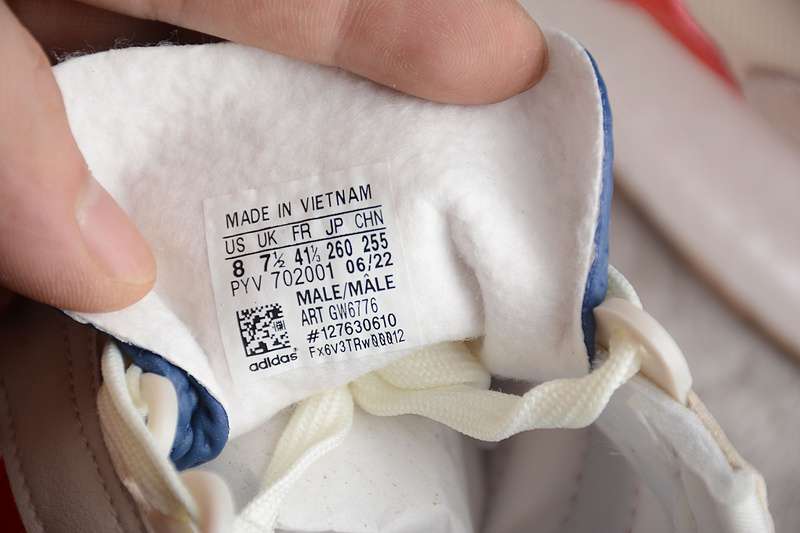 MADE IN VIETNAM
US UK FR JP CHN
8 7½ 41⅓ 260 255
PYV 702001 06/22
MALE/MÂLE
ART GW6776
#127630610
Fx6v3TRw00012
adidas